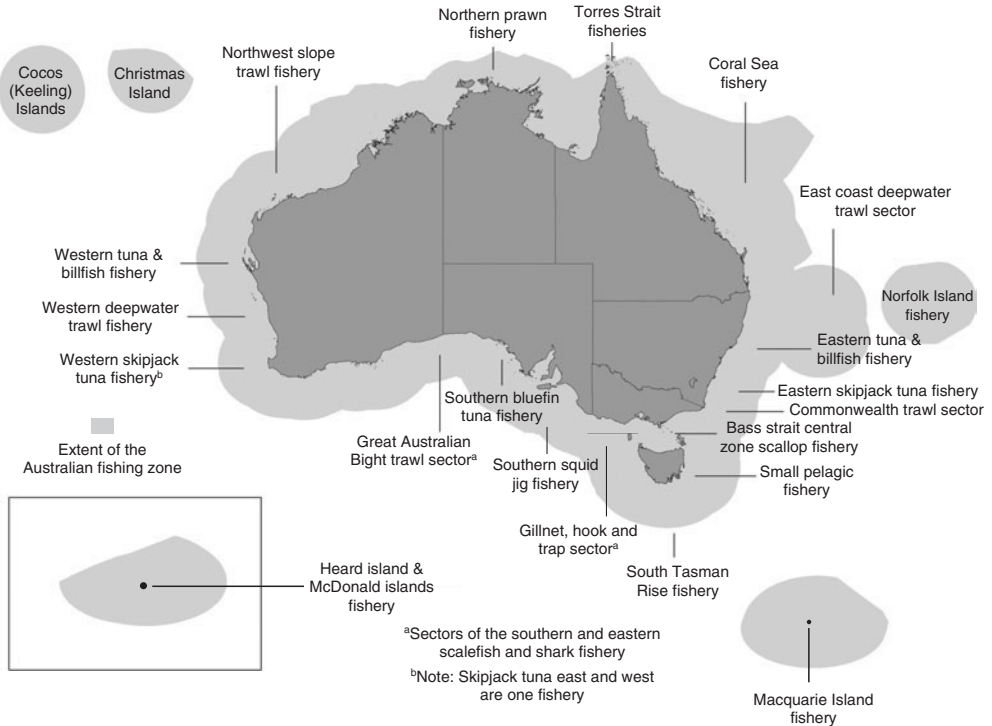 Northern prawn
fishery
Torres Strait
fisheries
Northwest slope
trawl fishery
Coral Sea
fishery
Cocos
(Keeling)
Islands
Christmas
Island
East coast deepwater
trawl sector
Western tuna &
billfish fishery
Norfolk Island
fishery
Western deepwater
trawl fishery
Eastern tuna &
billfish fishery
Western skipjack
tuna fisheryᵇ
Eastern skipjack tuna fishery
Southern bluefin
tuna fishery
Commonwealth trawl sector
Bass strait central
zone scallop fishery
Extent of the
Australian fishing zone
Great Australian
Bight trawl sectorᵃ
Southern squid
jig fishery
Small pelagic
fishery
Gillnet, hook and
trap sectorᵃ
South Tasman
Rise fishery
Heard island &
McDonald islands
fishery
ᵃSectors of the southern and eastern
scalefish and shark fishery
ᵇNote: Skipjack tuna east and west
are one fishery
Macquarie Island
fishery